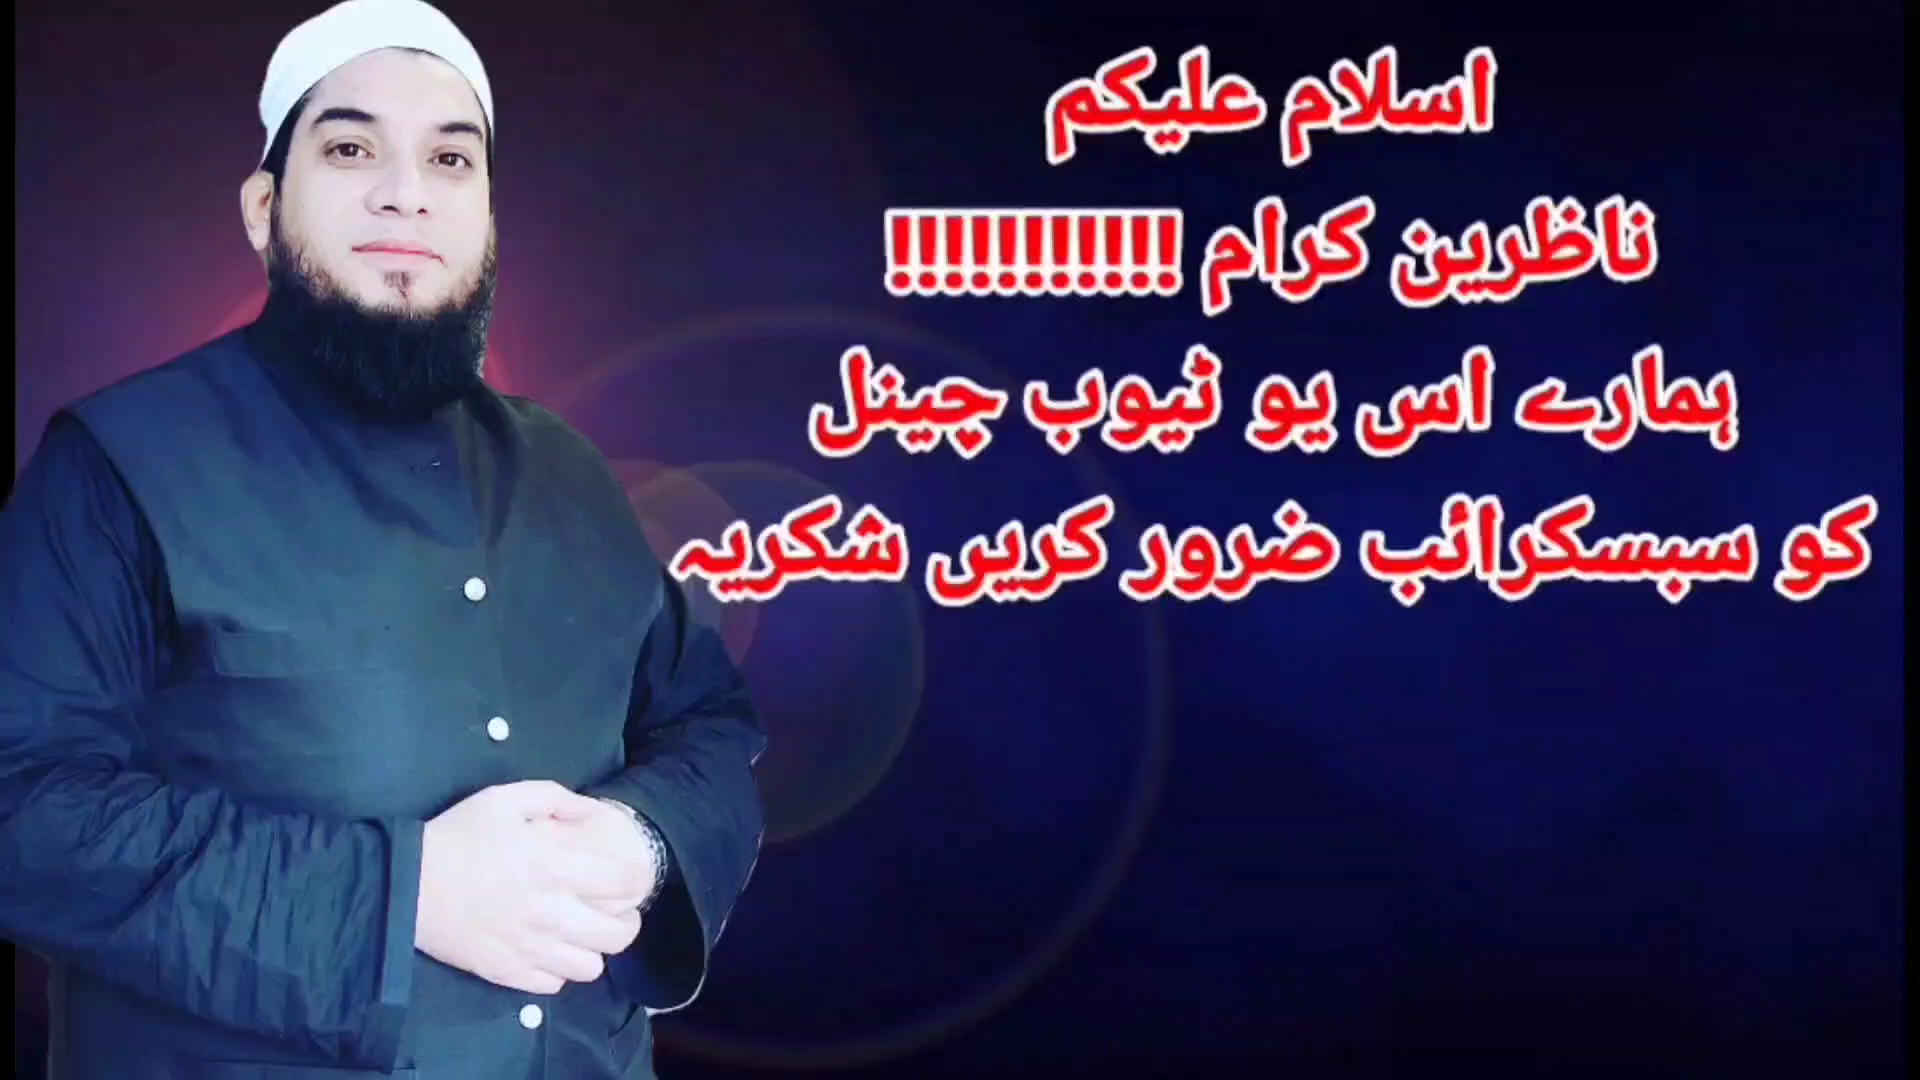 اسلام علیکم
ناظرین کرام !!!!!!!!!!!
ہمارے اس یو ٹیوب چینل
کو سبسکرائب ضرور کریں شکریہ